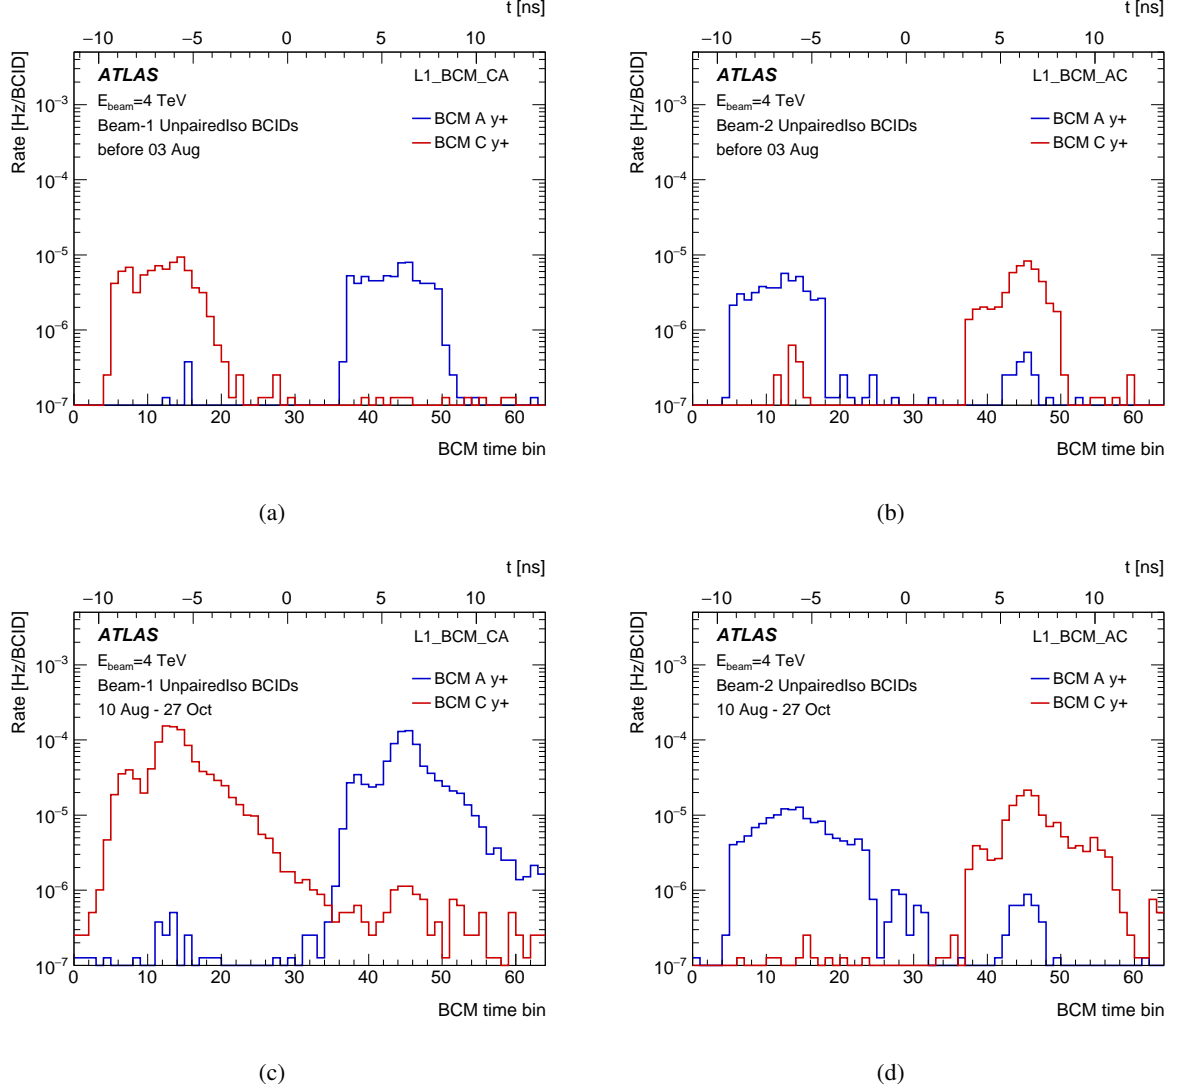 t [ns]
−10 −5 0 5 10
Rate [Hz/BCID]
ATLAS
L1_BCM_CA
E_beam=4 TeV
Beam-1 UnpairedIso BCIDs
before 03 Aug
BCM A y+
BCM C y+
10−3
10−4
10−5
10−6
10−7
0 10 20 30 40 50 60
BCM time bin
(a)
t [ns]
−10 −5 0 5 10
Rate [Hz/BCID]
ATLAS
L1_BCM_AC
E_beam=4 TeV
Beam-2 UnpairedIso BCIDs
before 03 Aug
BCM A y+
BCM C y+
10−3
10−4
10−5
10−6
10−7
0 10 20 30 40 50 60
BCM time bin
(b)
t [ns]
−10 −5 0 5 10
Rate [Hz/BCID]
ATLAS
L1_BCM_CA
E_beam=4 TeV
Beam-1 UnpairedIso BCIDs
10 Aug - 27 Oct
BCM A y+
BCM C y+
10−3
10−4
10−5
10−6
10−7
0 10 20 30 40 50 60
BCM time bin
(c)
t [ns]
−10 −5 0 5 10
Rate [Hz/BCID]
ATLAS
L1_BCM_AC
E_beam=4 TeV
Beam-2 UnpairedIso BCIDs
10 Aug - 27 Oct
BCM A y+
BCM C y+
10−3
10−4
10−5
10−6
10−7
0 10 20 30 40 50 60
BCM time bin
(d)